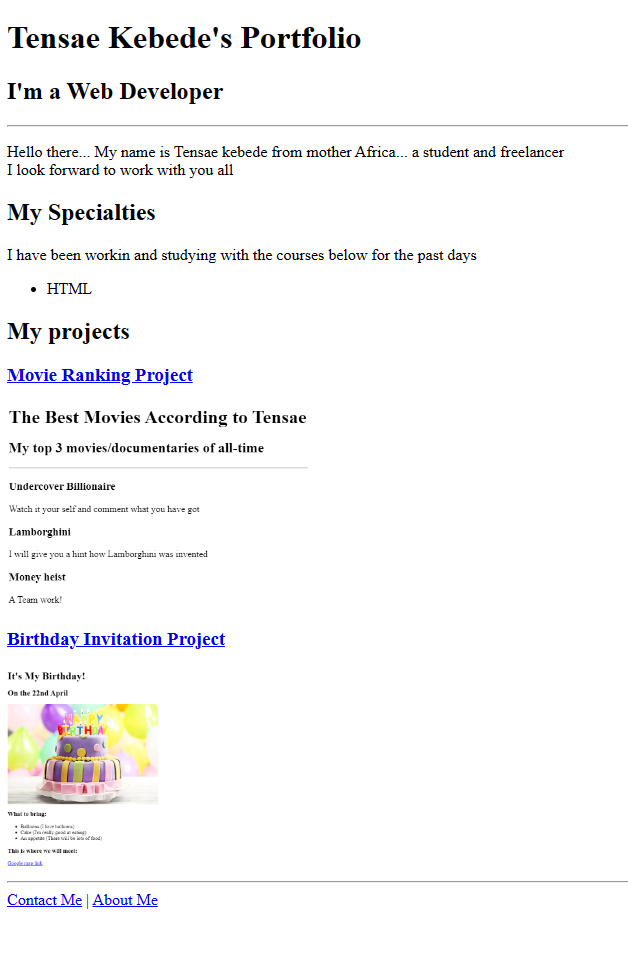 Tensae Kebede's Portfolio
I'm a Web Developer
Hello there... My name is Tensae kebede from mother Africa... a student and freelancer
I look forward to work with you all
My Specialties
I have been workin and studying with the courses below for the past days
HTML
My projects
Movie Ranking Project
The Best Movies According to Tensae
My top 3 movies/documentaries of all-time
Undercover Billionaire
Watch it your self and comment what you have got
Lamborghini
I will give you a hint how Lamborghini was invented
Money heist
A Team work!
Birthday Invitation Project
It's My Birthday!
On the 22nd April
HAPPY
BIRTHDAY
What to bring:
Balloons (I love balloons)
Cake (I'm really good at eating)
An appetite (There will be lots of food)
This is where we will meet:
Google map link
Contact Me | About Me